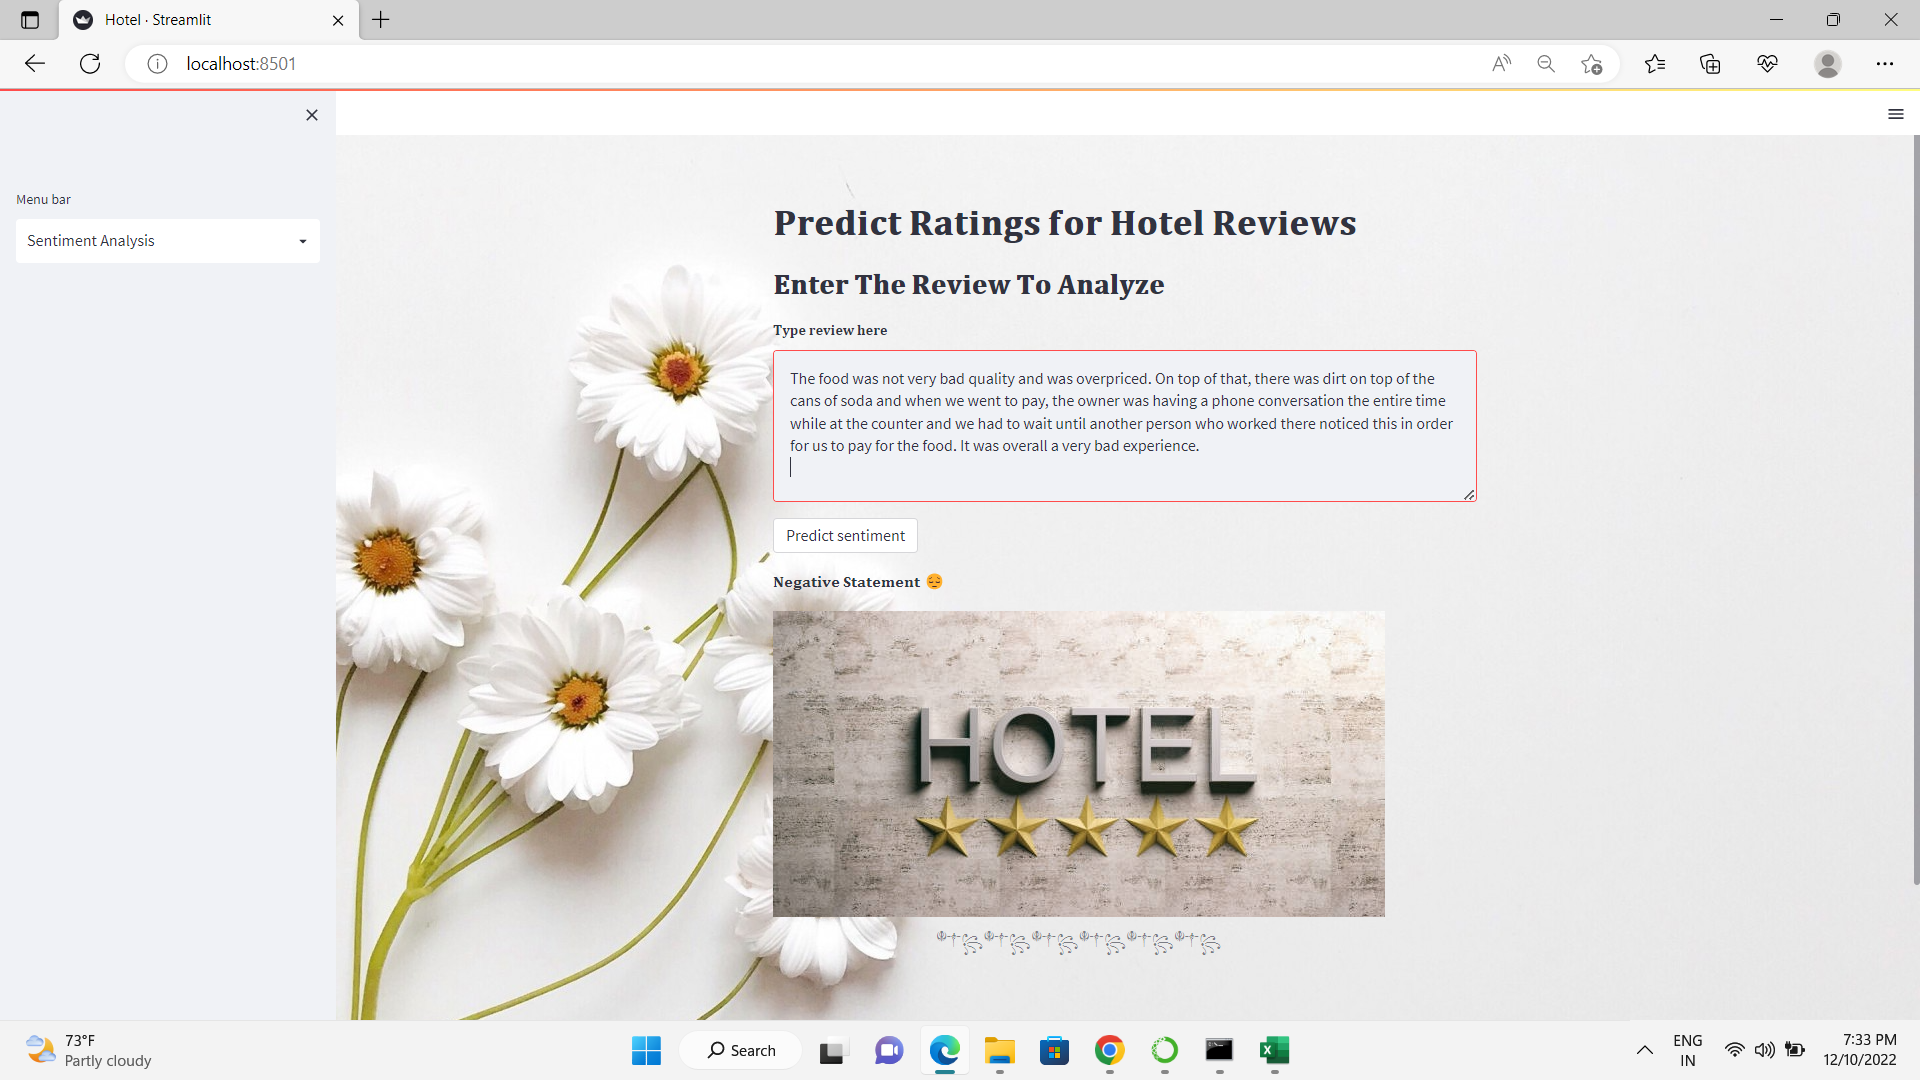 Hotel · Streamlit
localhost:8501
Menu bar
Sentiment Analysis
Predict Ratings for Hotel Reviews
Enter The Review To Analyze
Type review here
The food was not very bad quality and was overpriced. On top of that, there was dirt on top of the
cans of soda and when we went to pay, the owner was having a phone conversation the entire time
while at the counter and we had to wait until another person who worked there noticed this in order
for us to pay for the food. It was overall a very bad experience.
Predict sentiment
Negative Statement 😔
HOTEL
73°F
Partly cloudy
Search
ENG
IN
7:33 PM
12/10/2022